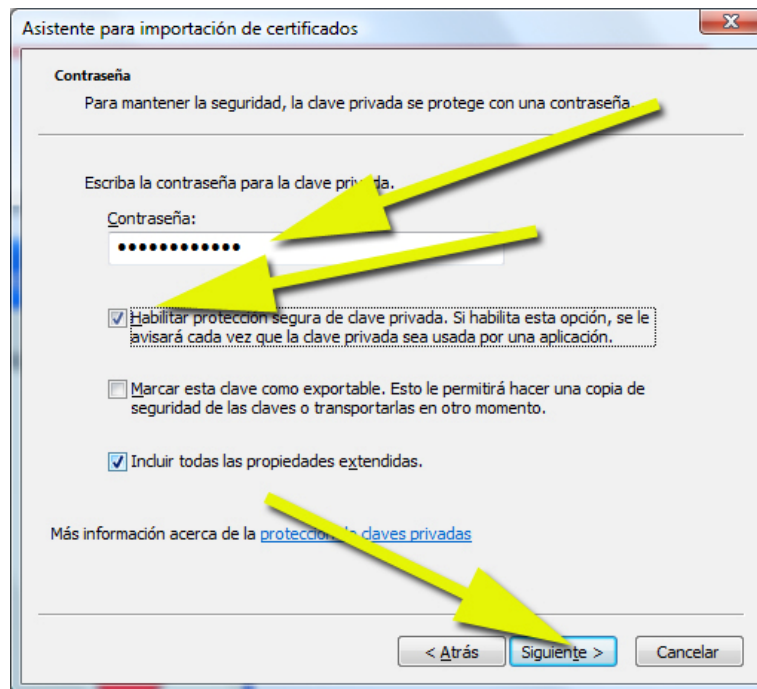 Asistente para importación de certificados
Contraseña
Para mantener la seguridad, la clave privada se protege con una contraseña.
Escriba la contraseña para la clave privada.
Contraseña:
••••••••••••
Habilitar protección segura de clave privada. Si habilita esta opción, se le
avisará cada vez que la clave privada sea usada por una aplicación.
Marcar esta clave como exportable. Esto le permitirá hacer una copia de
seguridad de las claves o transportarlas en otro momento.
Incluir todas las propiedades extendidas.
Más información acerca de la protección de claves privadas
< Atrás
Siguiente >
Cancelar